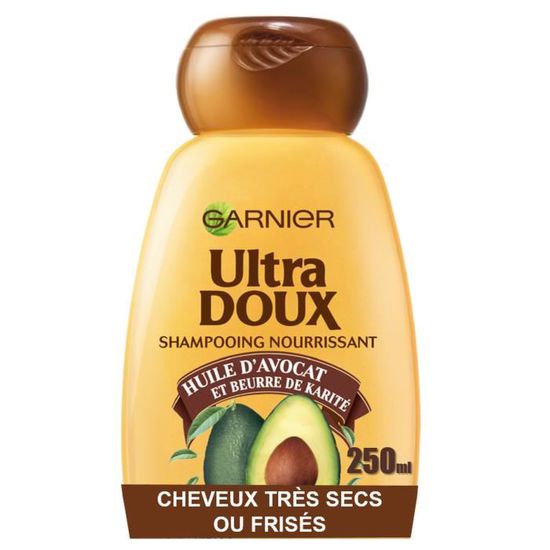 GARNIER
Ultra
DOUX
SHAMPOOING NOURRISSANT
HUILE D'AVOCAT
ET BEURRE DE KARITÉ
250ml
CHEVEUX TRÈS SECS
OU FRISÉS